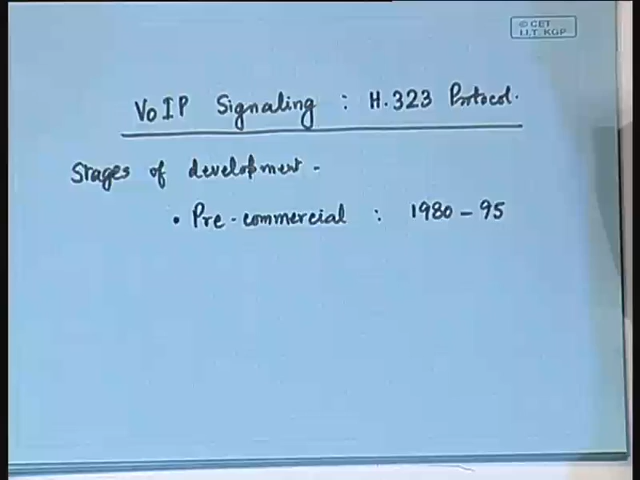 © CET
I.I.T. KGP
VoIP Signaling : H.323 Protocol.
Stages of development -
• Pre-commercial : 1980-95